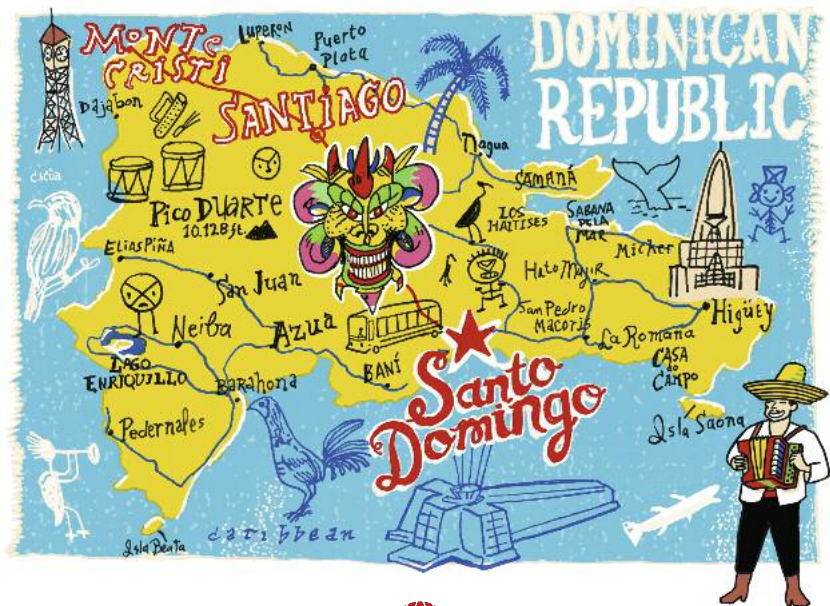 DOMINICAN
REPUBLIC
MONTE
CRISTI
LUPERON
Puerto
Plata
Dajabon
SANTIAGO
Nagua
SAMANÁ
cicua
PICO DUARTE
10.128 ft.
LOS
HAITISES
SABANA
DE LA
MAR
Micher
ELIAS PIÑA
San Juan
Hato Mayor
San Pedro
MACORIS
Higüey
Neiba
AZUA
La Romana
CASA
de
CAMPO
LAGO
ENRIQUILLO
BARAHONA
BANÍ
Santo
Domingo
Isla Saona
Pedernales
caribbean
Isla Beata